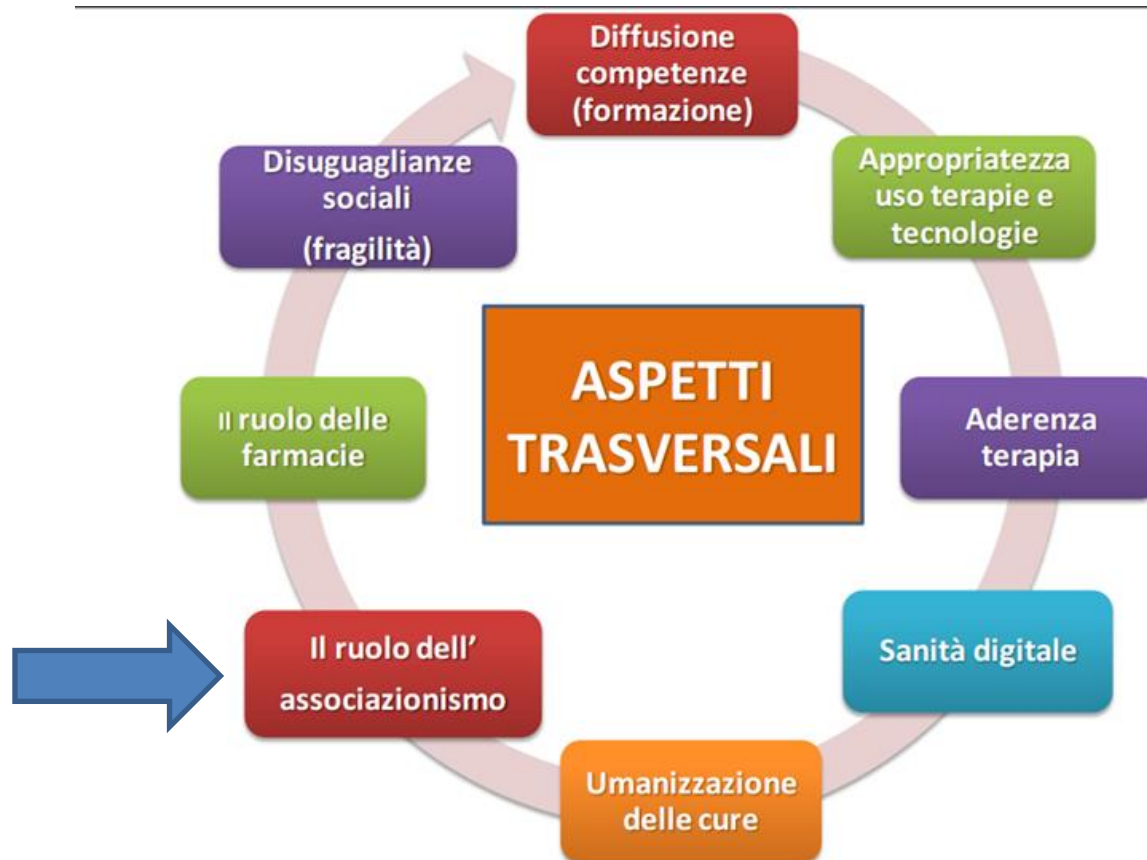 Diffusione
competenze
(formazione)
Appropriatezza
uso terapie e
tecnologie
Aderenza
terapia
Sanità digitale
Umanizzazione
delle cure
Il ruolo dell'
associazionismo
Il ruolo delle
farmacie
Disuguaglianze
sociali
(fragilità)
ASPETTI
TRASVERSALI